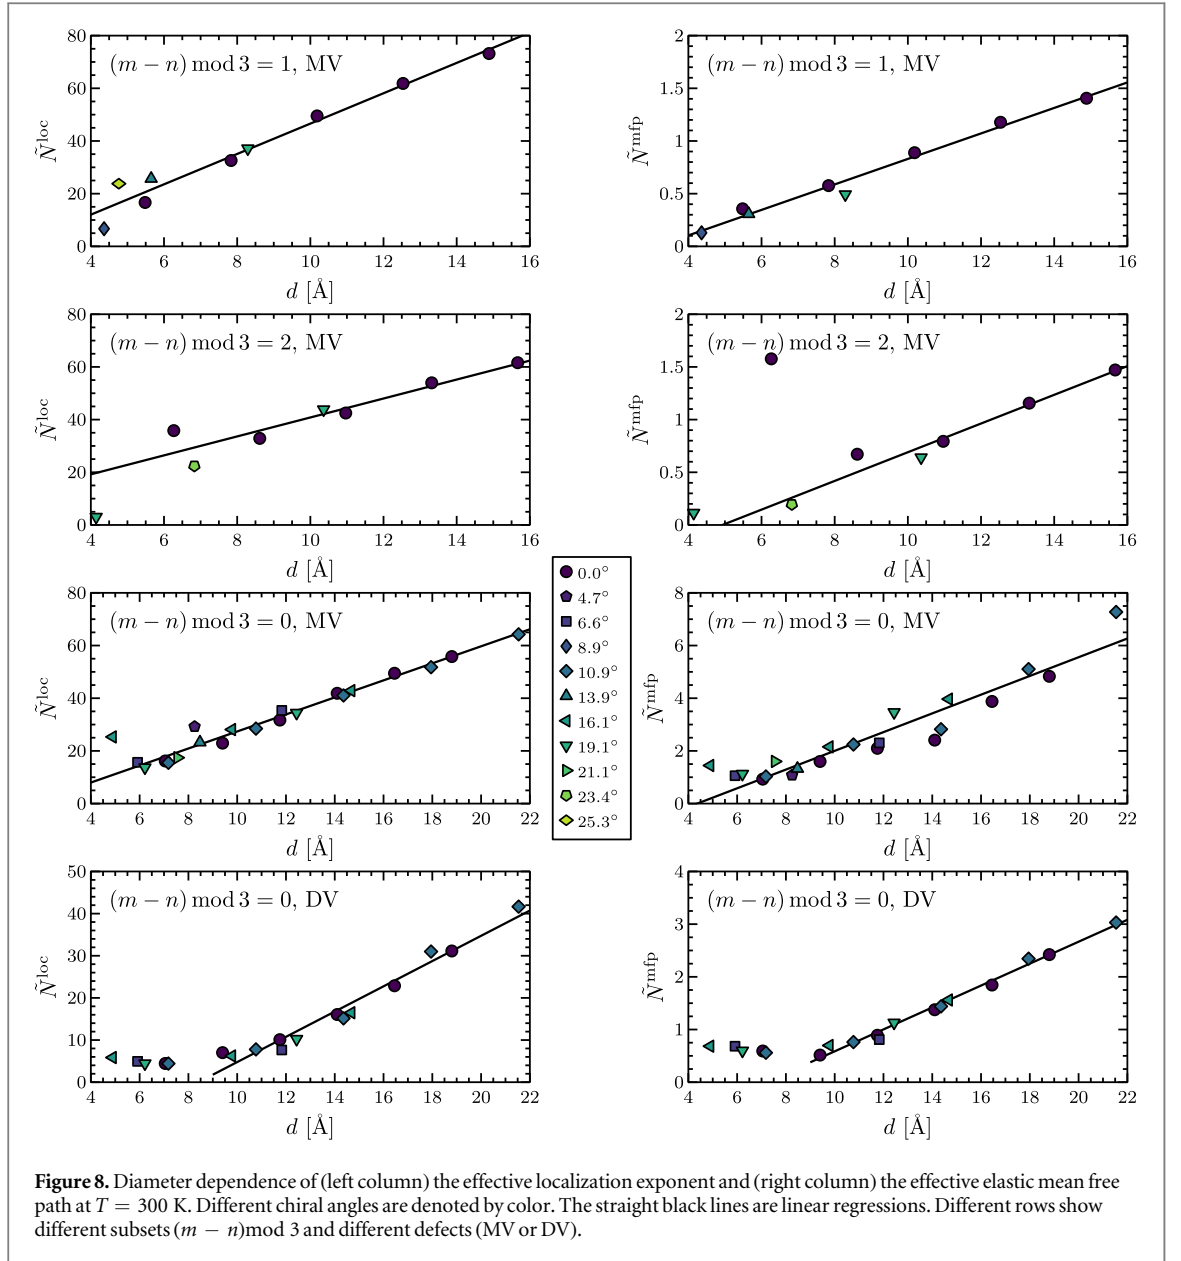 (m − n) mod 3 = 1, MV
Ñ^loc
80
60
40
20
0
4 6 8 10 12 14 16
d [Å]
(m − n) mod 3 = 1, MV
Ñ^mfp
2
1.5
1
0.5
0
4 6 8 10 12 14 16
d [Å]
(m − n) mod 3 = 2, MV
Ñ^loc
80
60
40
20
0
4 6 8 10 12 14 16
d [Å]
(m − n) mod 3 = 2, MV
Ñ^mfp
2
1.5
1
0.5
0
4 6 8 10 12 14 16
d [Å]
0.0°
4.7°
6.6°
8.9°
10.9°
13.9°
16.1°
19.1°
21.1°
23.4°
25.3°
(m − n) mod 3 = 0, MV
Ñ^loc
80
60
40
20
0
4 6 8 10 12 14 16 18 20 22
d [Å]
(m − n) mod 3 = 0, MV
Ñ^mfp
8
6
4
2
0
4 6 8 10 12 14 16 18 20 22
d [Å]
(m − n) mod 3 = 0, DV
Ñ^loc
50
40
30
20
10
0
4 6 8 10 12 14 16 18 20 22
d [Å]
(m − n) mod 3 = 0, DV
Ñ^mfp
4
3
2
1
0
4 6 8 10 12 14 16 18 20 22
d [Å]
Figure 8. Diameter dependence of (left column) the effective localization exponent and (right column) the effective elastic mean free
path at T = 300 K. Different chiral angles are denoted by color. The straight black lines are linear regressions. Different rows show
different subsets (m − n)mod 3 and different defects (MV or DV).